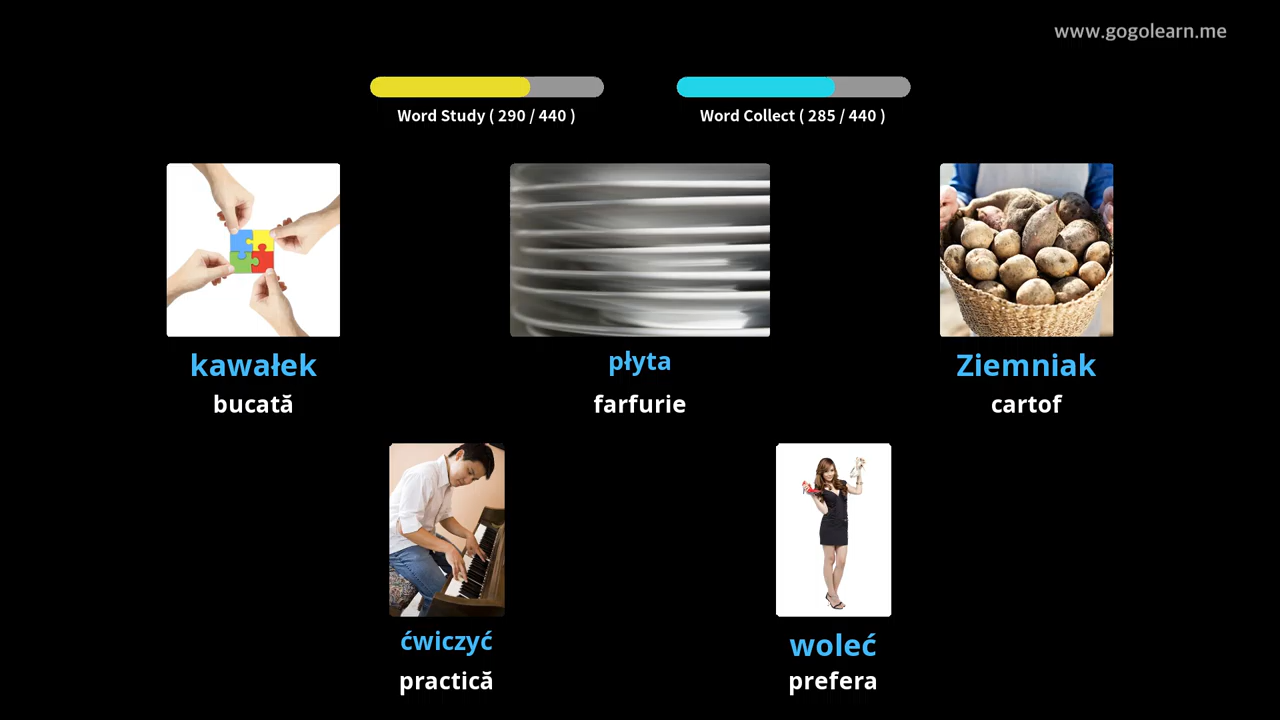 www.gogolearn.me
Word Study ( 290 / 440 )
Word Collect ( 285 / 440 )
kawałek
bucată
płyta
farfurie
Ziemniak
cartof
ćwiczyć
practică
woleć
prefera